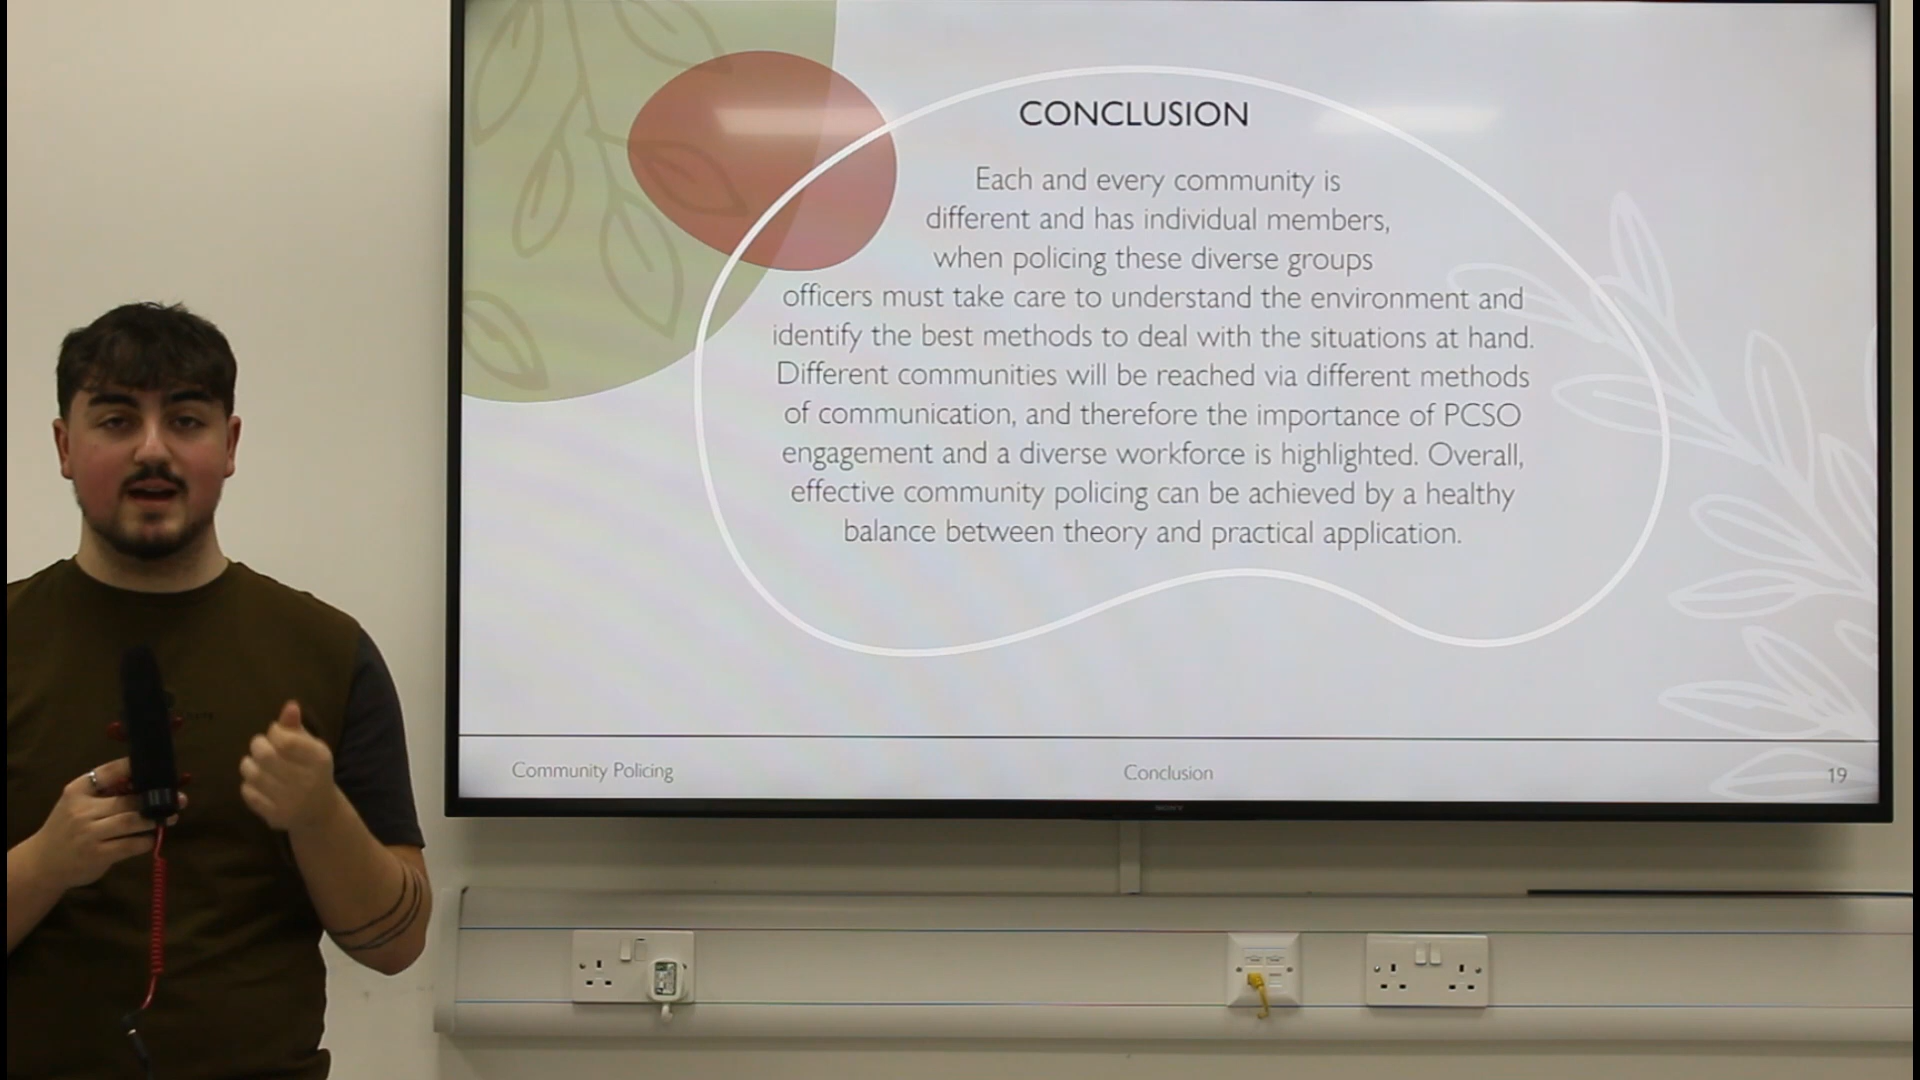 CONCLUSION
Each and every community is
different and has individual members,
when policing these diverse groups
officers must take care to understand the environment and
identify the best methods to deal with the situations at hand.
Different communities will be reached via different methods
of communication, and therefore the importance of PCSO
engagement and a diverse workforce is highlighted. Overall,
effective community policing can be achieved by a healthy
balance between theory and practical application.
Community Policing
Conclusion
19
SONY